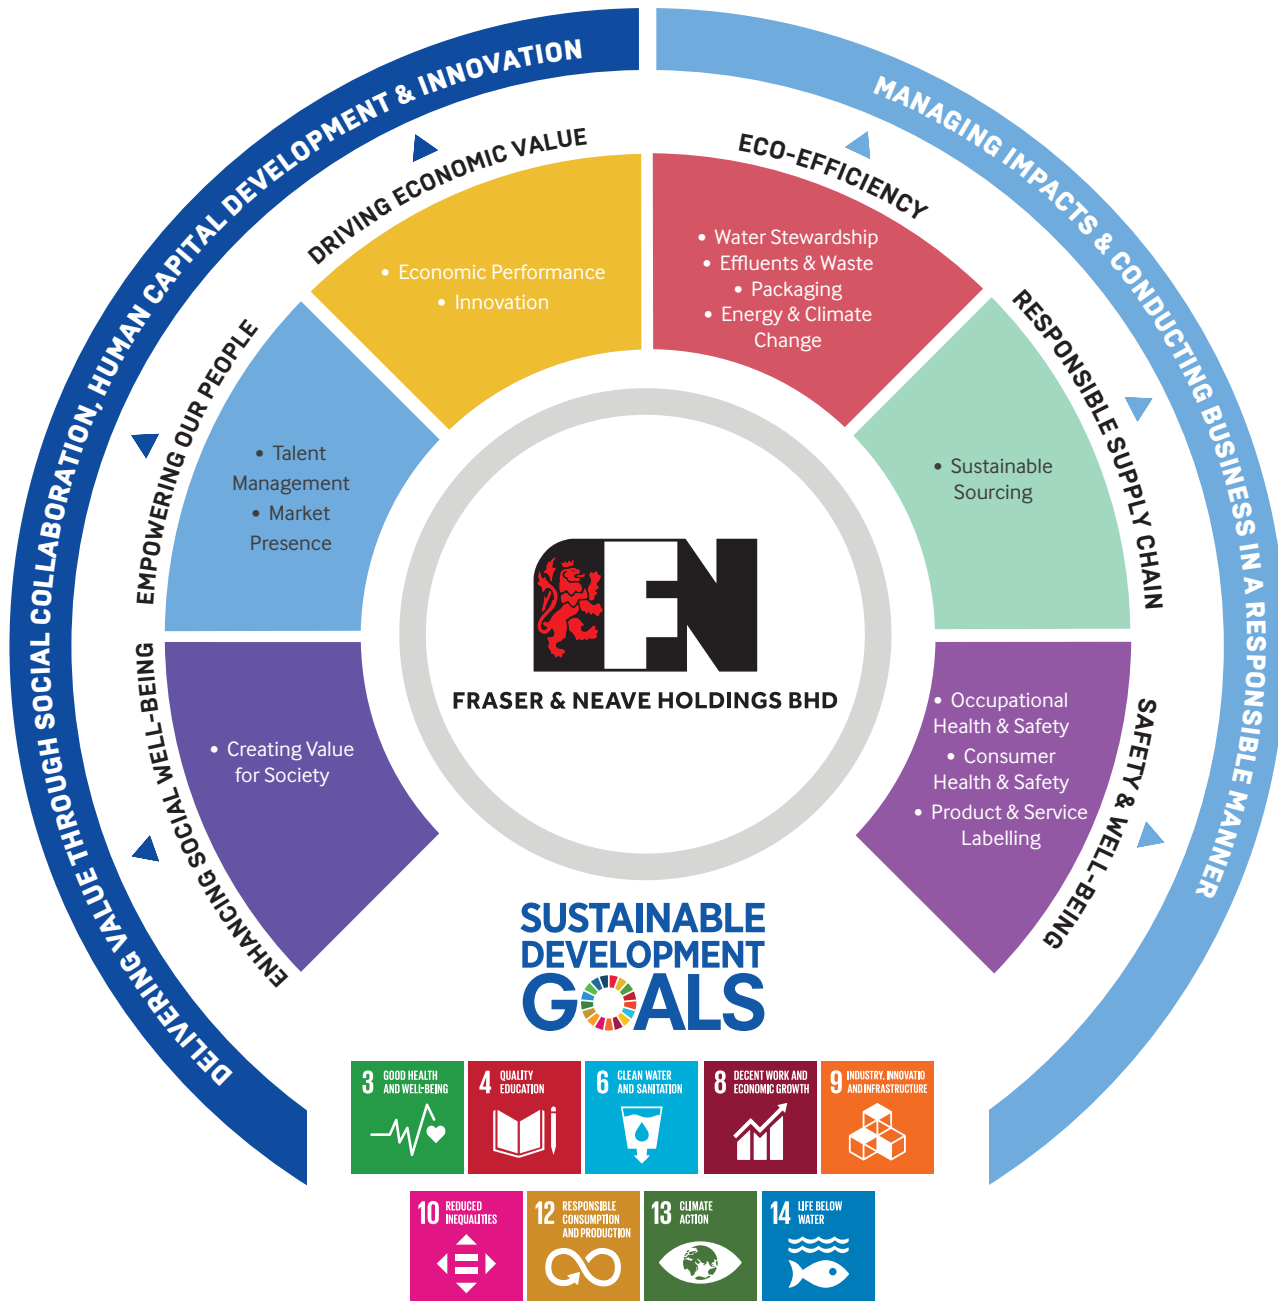 DELIVERING VALUE THROUGH SOCIAL COLLABORATION, HUMAN CAPITAL DEVELOPMENT & INNOVATION
MANAGING IMPACTS & CONDUCTING BUSINESS IN A RESPONSIBLE MANNER
DRIVING ECONOMIC VALUE
• Economic Performance
• Innovation
ECO-EFFICIENCY
• Water Stewardship
• Effluents & Waste
• Packaging
• Energy & Climate
Change
EMPOWERING OUR PEOPLE
• Talent
Management
• Market
Presence
RESPONSIBLE SUPPLY CHAIN
• Sustainable
Sourcing
ENHANCING SOCIAL WELL-BEING
• Creating Value
for Society
SAFETY & WELL-BEING
• Occupational
Health & Safety
• Consumer
Health & Safety
• Product & Service
Labelling
FN
FRASER & NEAVE HOLDINGS BHD
SUSTAINABLE
DEVELOPMENT
GOALS
3 GOOD HEALTH
AND WELL-BEING
4 QUALITY
EDUCATION
6 CLEAN WATER
AND SANITATION
8 DECENT WORK AND
ECONOMIC GROWTH
9 INDUSTRY, INNOVATIO
AND INFRASTRUCTURE
10 REDUCED
INEQUALITIES
12 RESPONSIBLE
CONSUMPTION
AND PRODUCTION
13 CLIMATE
ACTION
14 LIFE BELOW
WATER